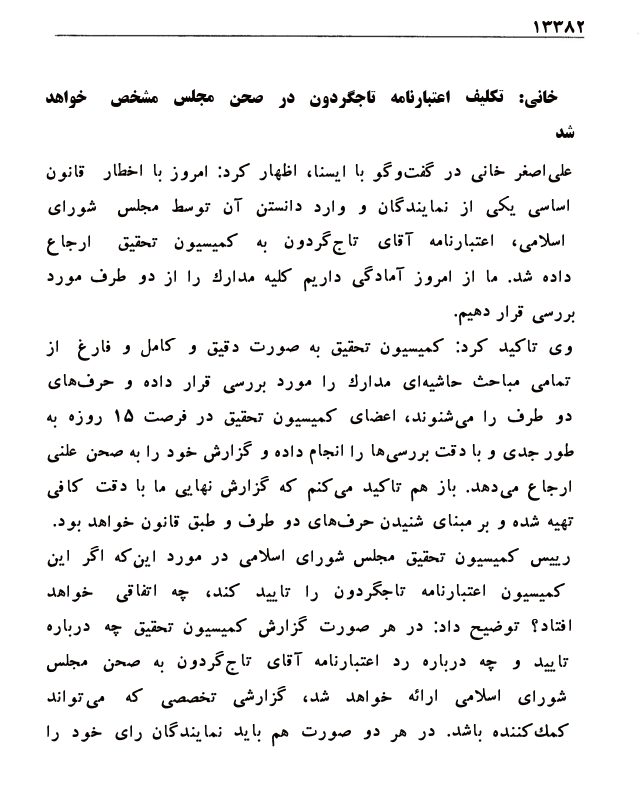 ۱۳۳۸۲
خانی: تکلیف اعتبارنامه تاجگردون در صحن مجلس مشخص خواهد
شد
علی‌اصغر خانی در گفت‌وگو با ایسنا، اظهار کرد: امروز با اخطار قانون
اساسی یکی از نمایندگان و وارد دانستن آن توسط مجلس شورای
اسلامی، اعتبارنامه آقای تاج‌گردون به کمیسیون تحقیق ارجاع
داده شد. ما از امروز آمادگی داریم کلیه مدارک را از دو طرف مورد
بررسی قرار دهیم.
وی تاکید کرد: کمیسیون تحقیق به صورت دقیق و کامل و فارغ از
تمامی مباحث حاشیه‌ای مدارک را مورد بررسی قرار داده و حرف‌های
دو طرف را می‌شنوند، اعضای کمیسیون تحقیق در فرصت ۱۵ روزه به
طور جدی و با دقت بررسی‌ها را انجام داده و گزارش خود را به صحن علنی
ارجاع می‌دهد. باز هم تاکید می‌کنم که گزارش نهایی ما با دقت کافی
تهیه شده و بر مبنای شنیدن حرف‌های دو طرف و طبق قانون خواهد بود.
رییس کمیسیون تحقیق مجلس شورای اسلامی در مورد این‌که اگر این
کمیسیون اعتبارنامه تاجگردون را تایید کند، چه اتفاقی خواهد
افتاد؟ توضیح داد: در هر صورت گزارش کمیسیون تحقیق چه درباره
تایید و چه درباره رد اعتبارنامه آقای تاج‌گردون به صحن مجلس
شورای اسلامی ارائه خواهد شد، گزارشی تخصصی که می‌تواند
کمک‌کننده باشد. در هر دو صورت هم باید نمایندگان رای خود را